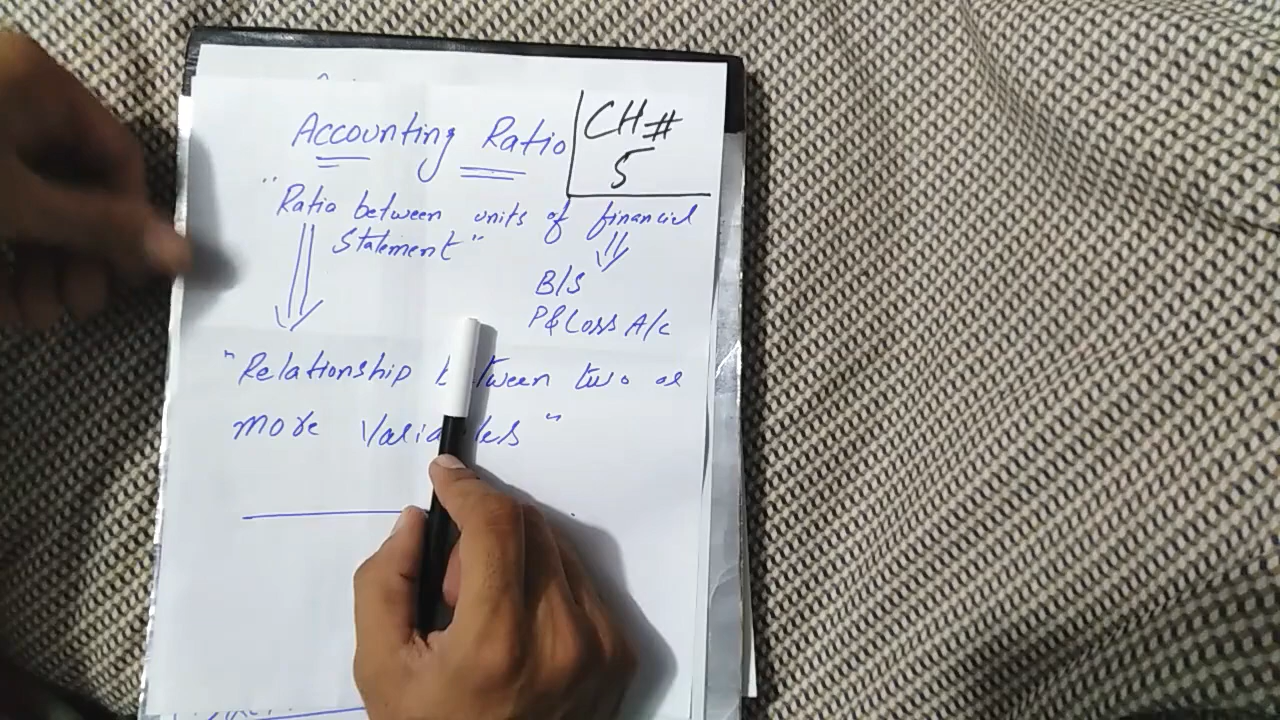 Accounting Ratio
CH#
5
"Ratio between units of financial
Statement"
B/S
P&Loss A/c
"Relationship between two or
more Variables"